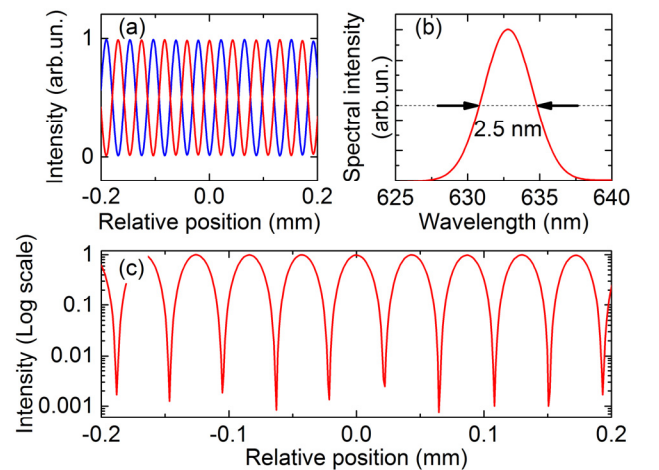 (a)
Intensity (arb.un.)
1
0
-0.2 0.0 0.2
Relative position (mm)
(b)
Spectral intensity
(arb.un.)
2.5 nm
625 630 635 640
Wavelength (nm)
(c)
Intensity (Log scale)
1
0.1
0.01
0.001
-0.2 -0.1 0.0 0.1 0.2
Relative position (mm)